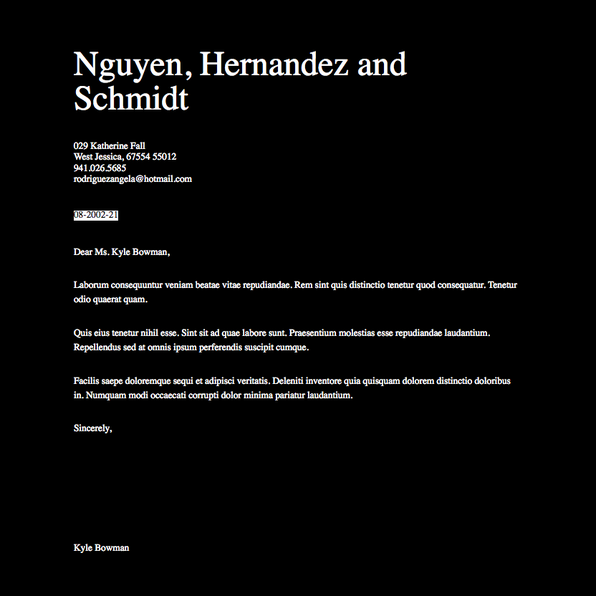 Nguyen, Hernandez and
Schmidt
029 Katherine Fall
West Jessica, 67554 55012
941.026.5685
rodriguezangela@hotmail.com
08-2002-21
Dear Ms. Kyle Bowman,
Laborum consequuntur veniam beatae vitae repudiandae. Rem sint quis distinctio tenetur quod consequatur. Tenetur
odio quaerat quam.
Quis eius tenetur nihil esse. Sint sit ad quae labore sunt. Praesentium molestias esse repudiandae laudantium.
Repellendus sed at omnis ipsum perferendis suscipit cumque.
Facilis saepe doloremque sequi et adipisci veritatis. Deleniti inventore quia quisquam dolorem distinctio doloribus
in. Numquam modi occaecati corrupti dolor minima pariatur laudantium.
Sincerely,
Kyle Bowman